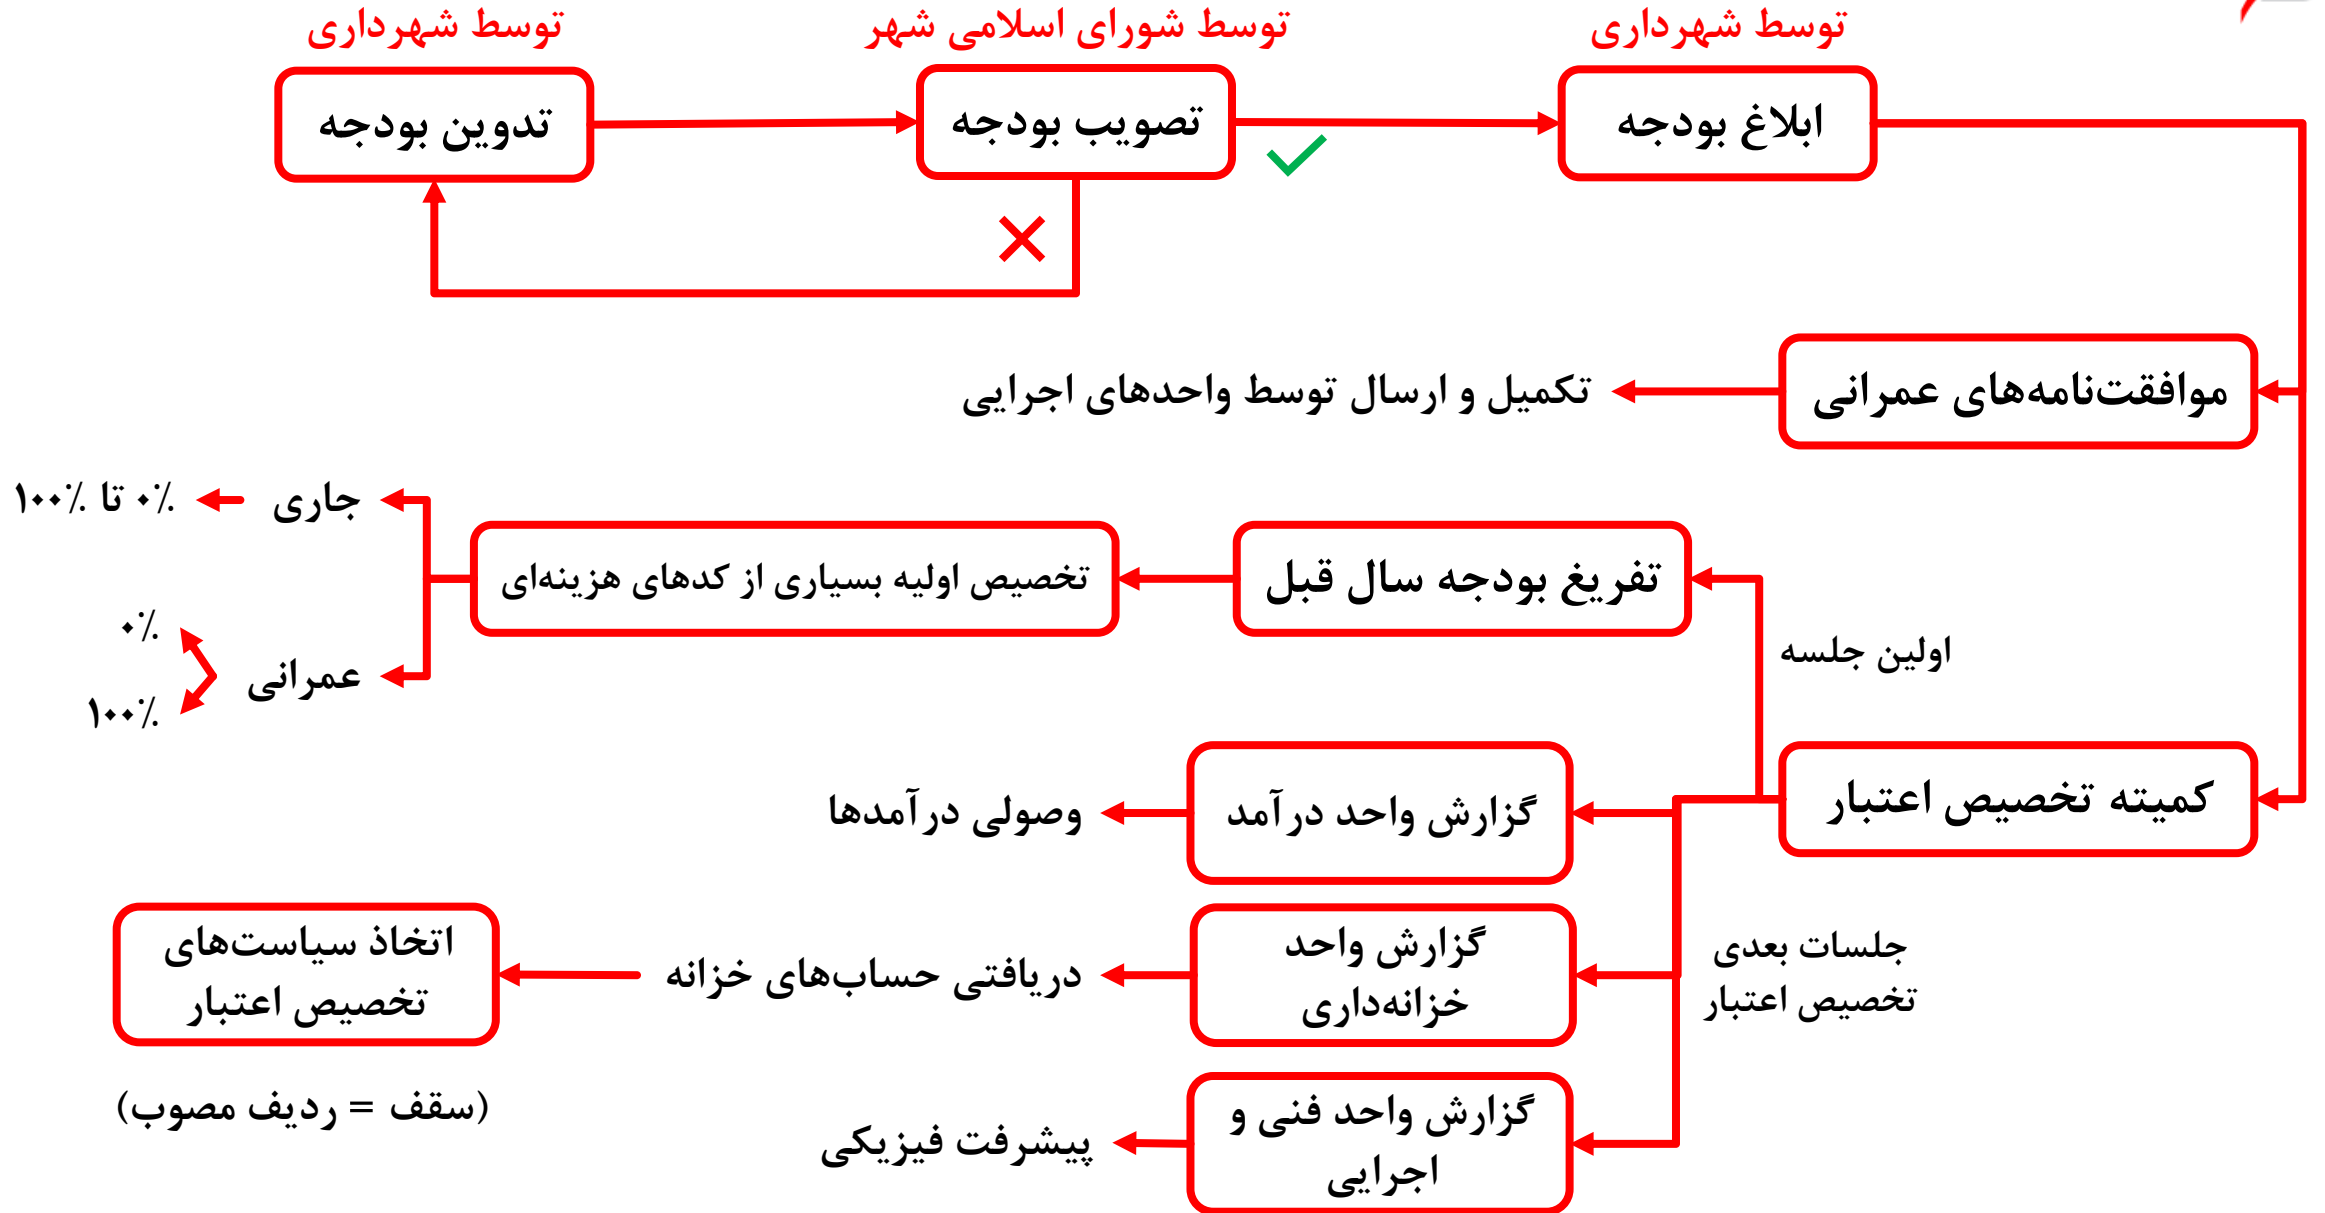 توسط شهرداری
توسط شورای اسلامی شهر
توسط شهرداری
تدوین بودجه
تصویب بودجه
ابلاغ بودجه
موافقت‌نامه‌های عمرانی
تکمیل و ارسال توسط واحدهای اجرایی
تفریغ بودجه سال قبل
تخصیص اولیه بسیاری از کدهای هزینه‌ای
جاری
۰٪ تا ۱۰۰٪
عمرانی
۰٪
۱۰۰٪
اولین جلسه
کمیته تخصیص اعتبار
گزارش واحد درآمد
وصولی درآمدها
جلسات بعدی
تخصیص اعتبار
گزارش واحد
خزانه‌داری
دریافتی حساب‌های خزانه
اتخاذ سیاست‌های
تخصیص اعتبار
(سقف = ردیف مصوب)
گزارش واحد فنی و
اجرایی
پیشرفت فیزیکی